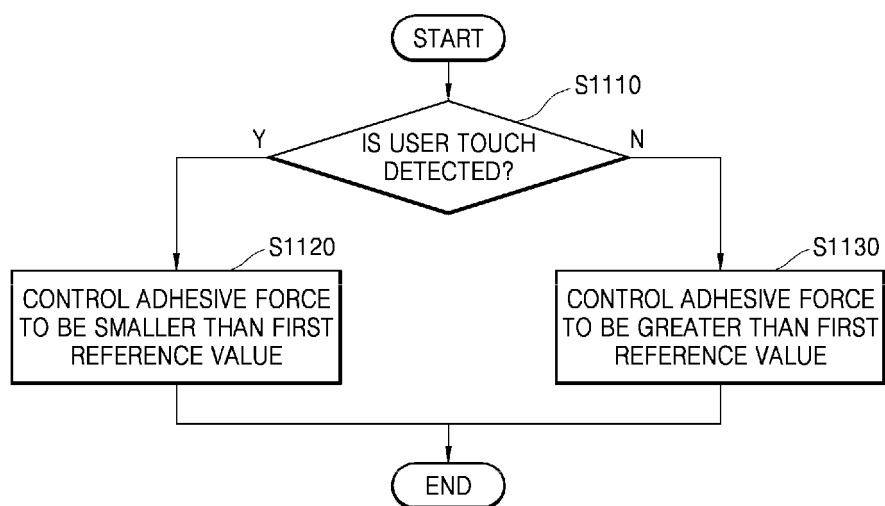 START
S1110
Y
IS USER TOUCH
DETECTED?
N
S1120
CONTROL ADHESIVE FORCE
TO BE SMALLER THAN FIRST
REFERENCE VALUE
S1130
CONTROL ADHESIVE FORCE
TO BE GREATER THAN FIRST
REFERENCE VALUE
END